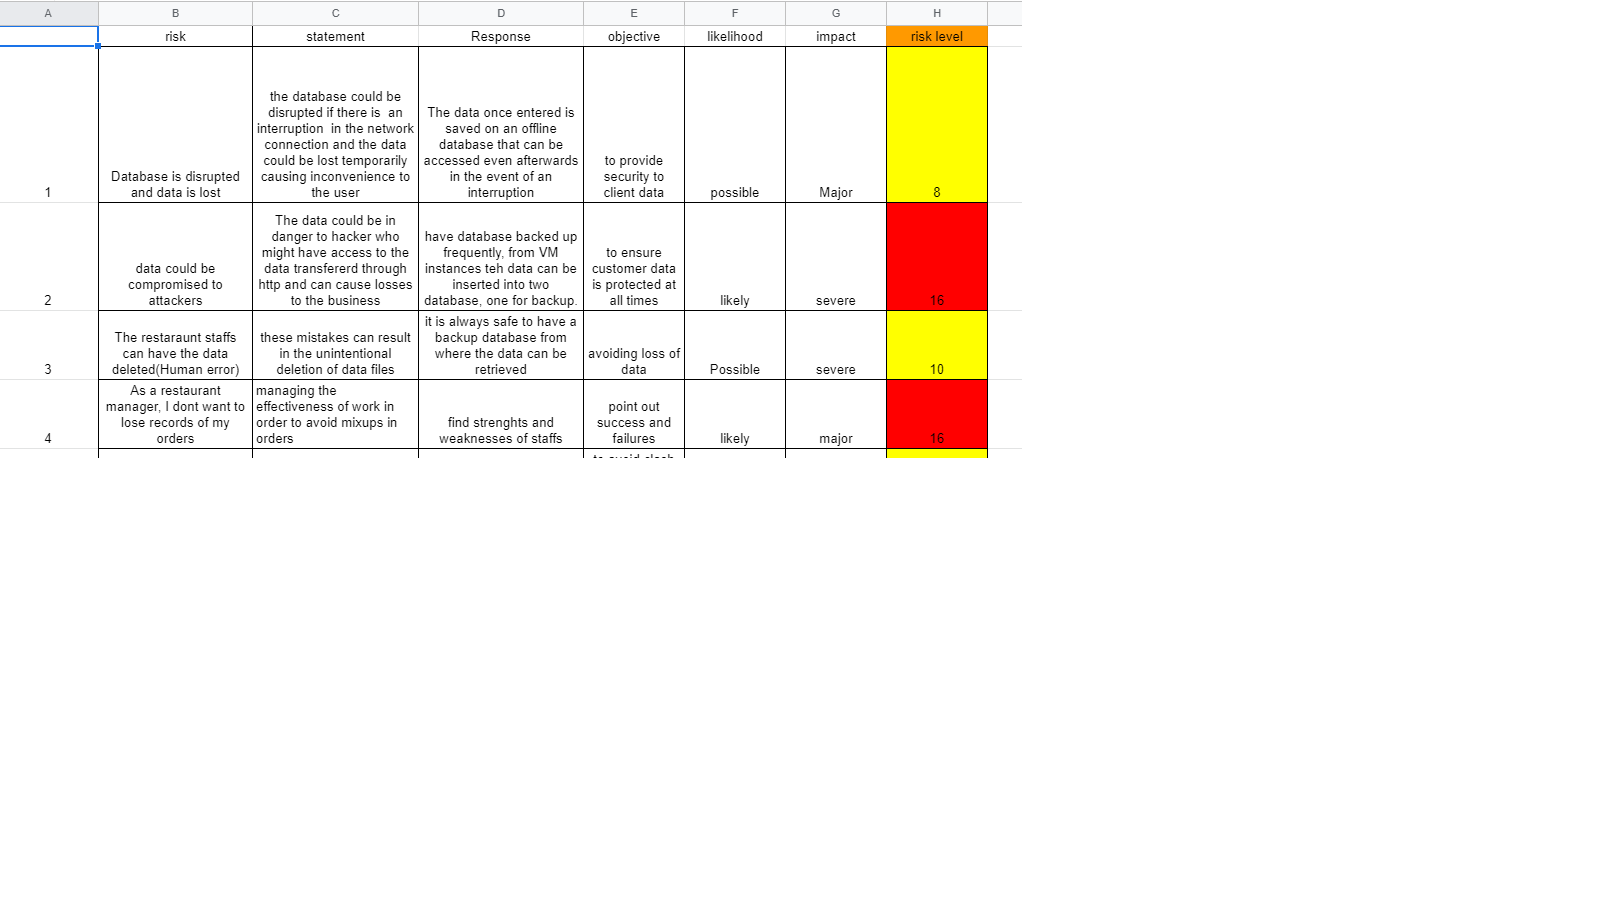 A B C D E F G H
risk statement Response objective likelihood impact risk level
1
Database is disrupted
and data is lost
the database could be
disrupted if there is an
interruption in the network
connection and the data
could be lost temporarily
causing inconvenience to
the user
The data once entered is
saved on an offline
database that can be
accessed even afterwards
in the event of an
interruption
to provide
security to
client data
possible
Major
8
2
data could be
compromised to
attackers
The data could be in
danger to hacker who
might have access to the
data transfererd through
http and can cause losses
to the business
have database backed up
frequently, from VM
instances teh data can be
inserted into two
database, one for backup.
to ensure
customer data
is protected at
all times
likely
severe
16
3
The restaraunt staffs
can have the data
deleted(Human error)
these mistakes can result
in the unintentional
deletion of data files
it is always safe to have a
backup database from
where the data can be
retrieved
avoiding loss of
data
Possible
severe
10
4
As a restaurant
manager, I dont want to
lose records of my
orders
managing the
effectiveness of work in
order to avoid mixups in
orders
find strenghts and
weaknesses of staffs
point out
success and
failures
likely
major
16